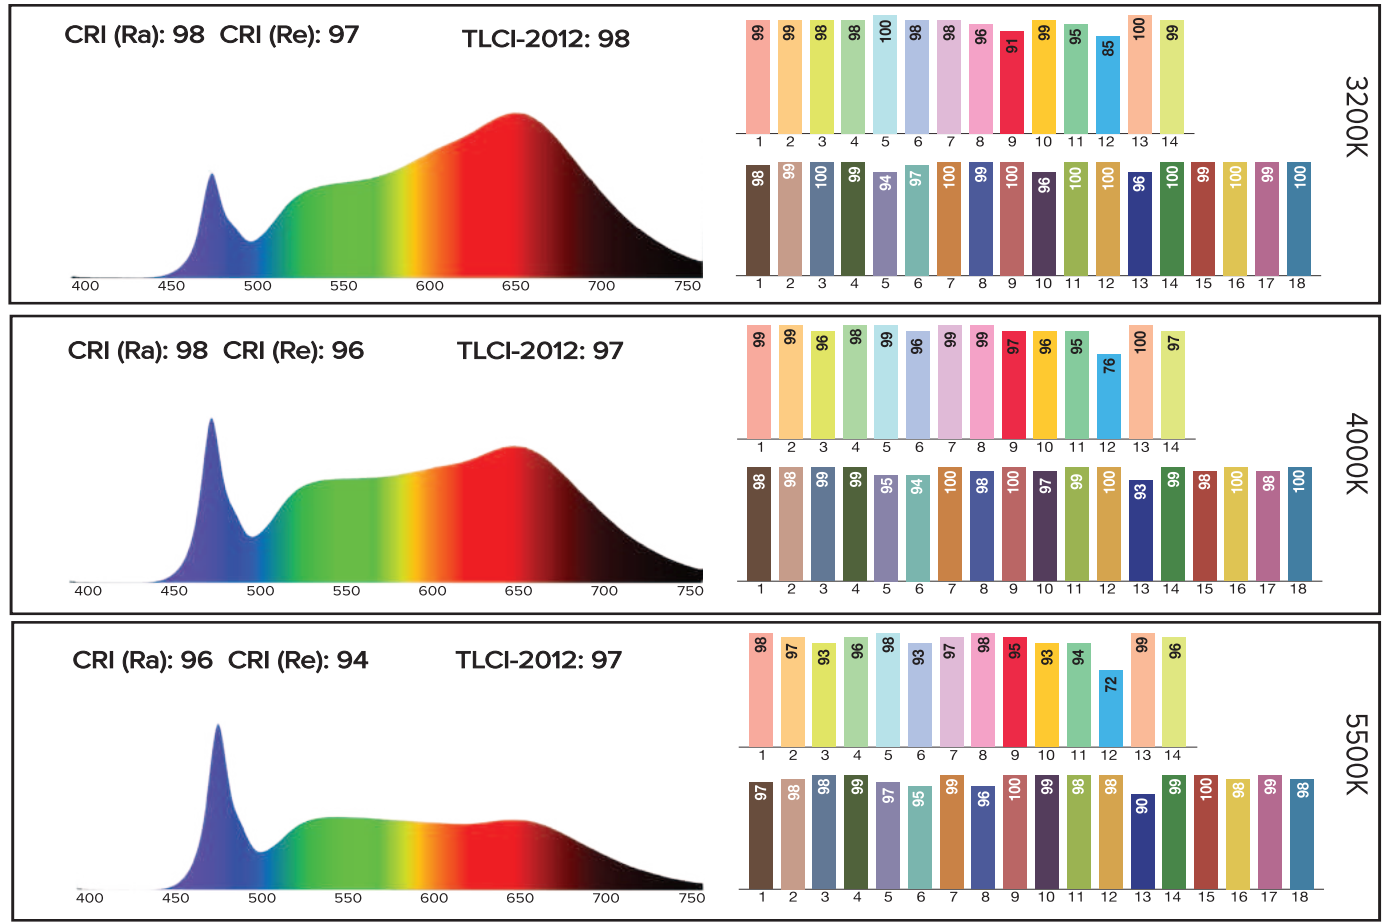 CRI (Ra): 98 CRI (Re): 97 TLCI-2012: 98
99 99 98 98 100 98 98 96 91 99 95 85 100 99
1 2 3 4 5 6 7 8 9 10 11 12 13 14
98 99 100 99 94 97 100 99 100 96 100 100 96 100 99 100 99 100
1 2 3 4 5 6 7 8 9 10 11 12 13 14 15 16 17 18
400 450 500 550 600 650 700 750
3200K
CRI (Ra): 98 CRI (Re): 96 TLCI-2012: 97
99 99 96 98 99 96 99 99 97 96 95 76 100 97
1 2 3 4 5 6 7 8 9 10 11 12 13 14
98 98 99 99 95 94 100 98 100 97 99 100 93 99 98 100 98 100
1 2 3 4 5 6 7 8 9 10 11 12 13 14 15 16 17 18
400 450 500 550 600 650 700 750
4000K
CRI (Ra): 96 CRI (Re): 94 TLCI-2012: 97
98 97 93 96 98 93 97 98 95 93 94 72 99 96
1 2 3 4 5 6 7 8 9 10 11 12 13 14
97 98 98 99 97 95 99 96 100 99 98 98 90 99 100 98 99 98
1 2 3 4 5 6 7 8 9 10 11 12 13 14 15 16 17 18
400 450 500 550 600 650 700 750
5500K